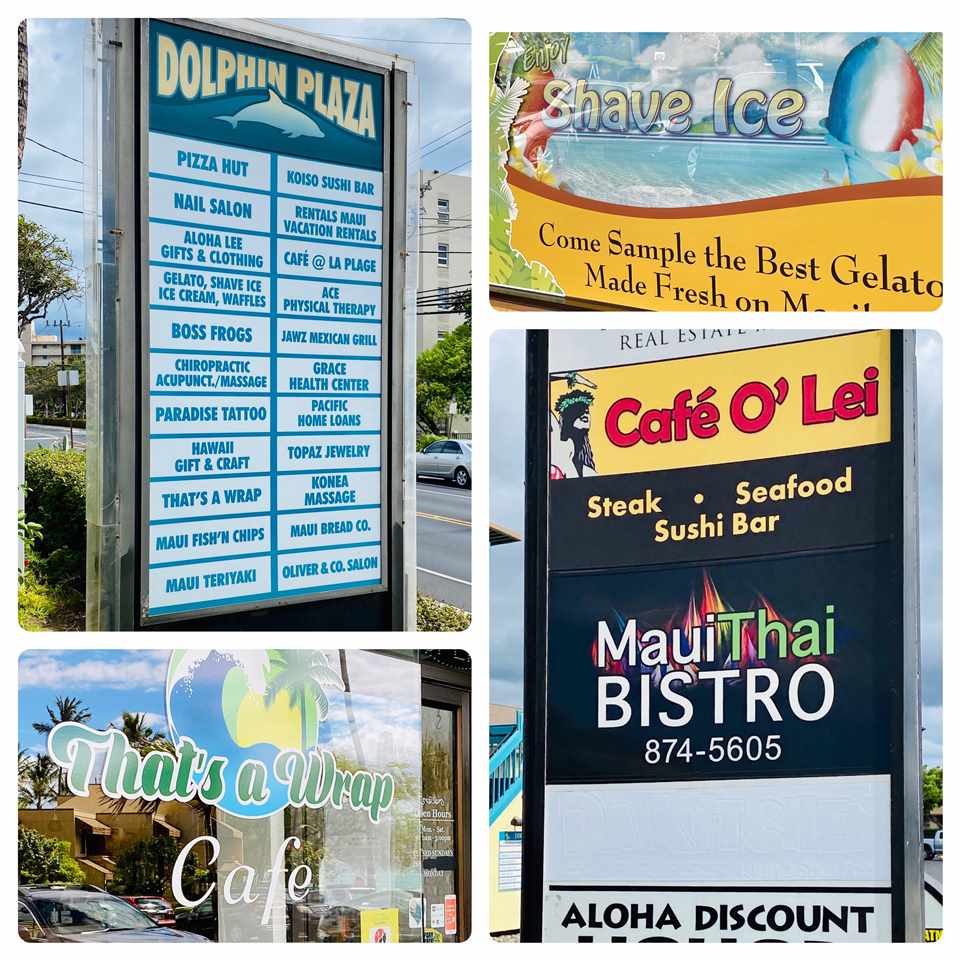 DOLPHIN PLAZA
PIZZA HUT
NAIL SALON
ALOHA LEE
GIFTS & CLOTHING
GELATO, SHAVE ICE
ICE CREAM, WAFFLES
BOSS FROGS
CHIROPRACTIC
ACUPUNCT./MASSAGE
PARADISE TATTOO
HAWAII
GIFT & CRAFT
THAT'S A WRAP
MAUI FISH'N CHIPS
MAUI TERIYAKI
KOISO SUSHI BAR
RENTALS MAUI
VACATION RENTALS
CAFÉ @ LA PLAGE
ACE
PHYSICAL THERAPY
JAWZ MEXICAN GRILL
GRACE
HEALTH CENTER
PACIFIC
HOME LOANS
TOPAZ JEWELRY
KONEA
MASSAGE
MAUI BREAD CO.
OLIVER & CO. SALON
Enjoy
Shave Ice
Come Sample the Best Gelato
Made Fresh on
REAL ESTATE
Café O' Lei
Steak • Seafood
Sushi Bar
MauiThai
BISTRO
874-5605
ALOHA DISCOUNT
That's a Wrap
Cafe
Hours
Mon - Sat